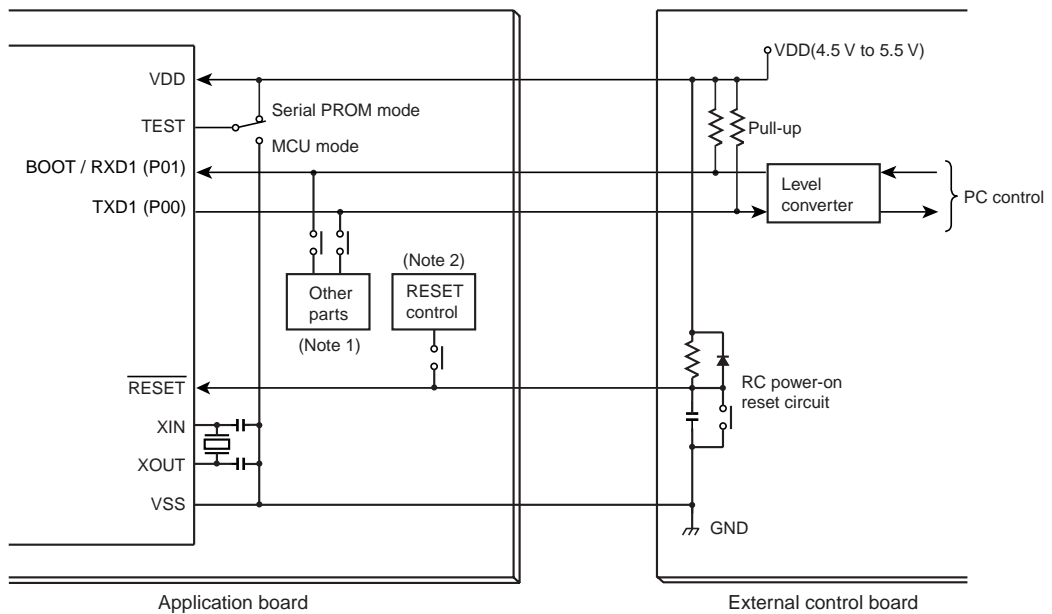 VDD(4.5 V to 5.5 V)
VDD
Serial PROM mode
TEST
Pull-up
MCU mode
BOOT / RXD1 (P01)
Level
converter
PC control
TXD1 (P00)
(Note 2)
Other
parts
RESET
control
(Note 1)
RESET
RC power-on
reset circuit
XIN
XOUT
VSS
GND
Application board
External control board